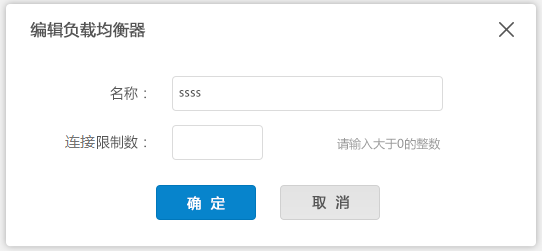 编辑负载均衡器
名称：
ssss
连接限制数：
请输入大于0的整数
确 定
取 消